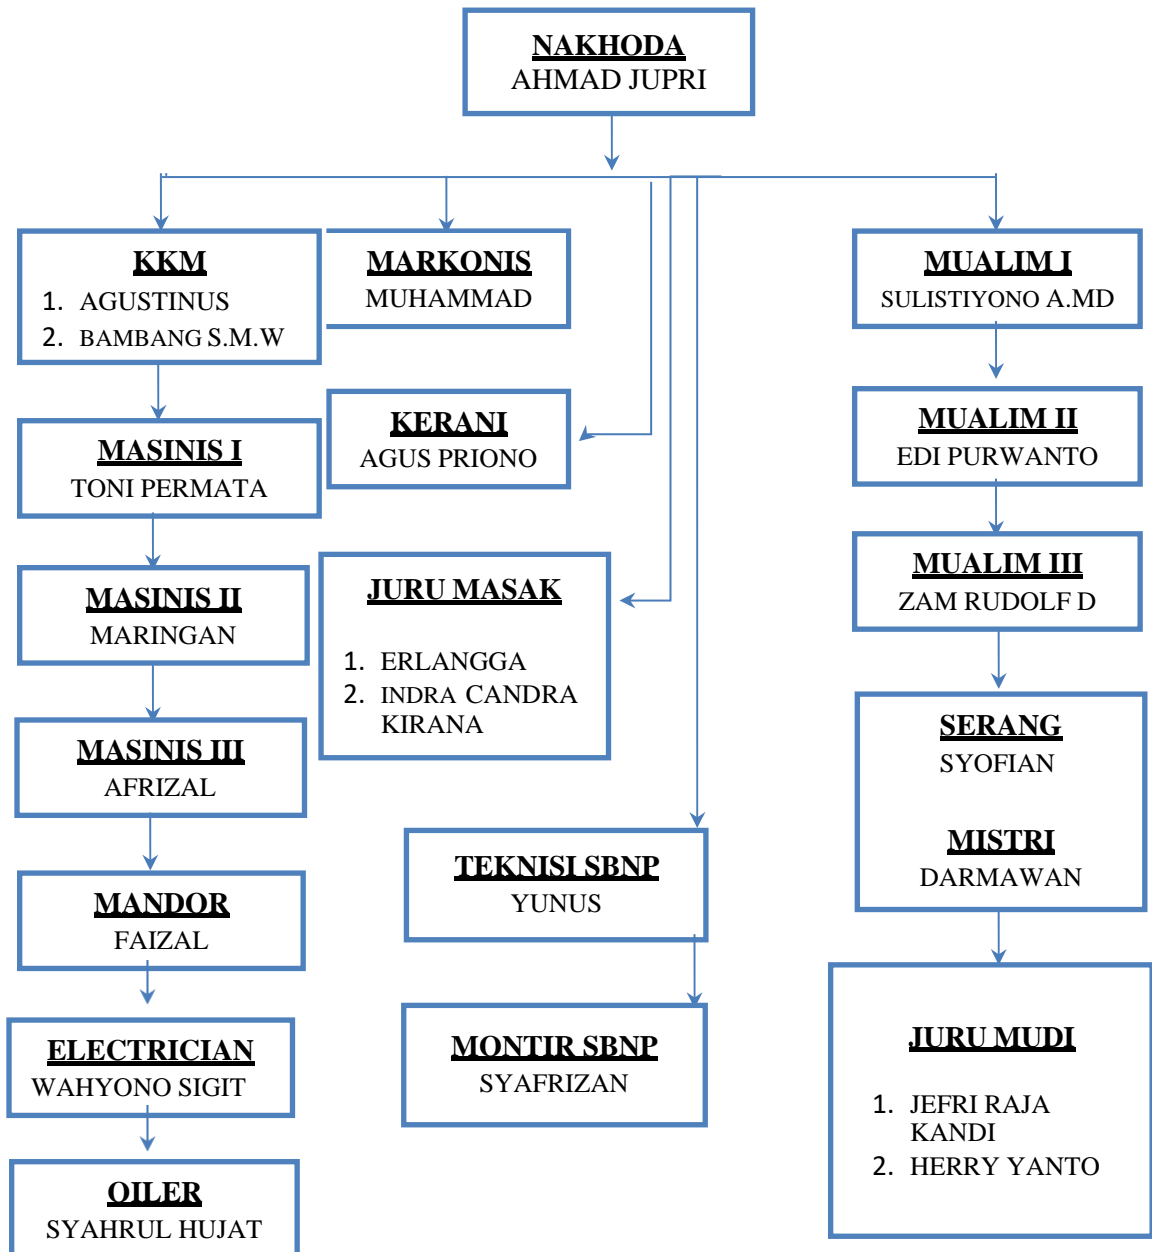 NAKHODA
AHMAD JUPRI
KKM
1. AGUSTINUS
2. BAMBANG S.M.W
MARKONIS
MUHAMMAD
MUALIM I
SULISTIYONO A.MD
KERANI
AGUS PRIONO
MUALIM II
EDI PURWANTO
MASINIS I
TONI PERMATA
MUALIM III
ZAM RUDOLF D
JURU MASAK
1. ERLANGGA
2. INDRA CANDRA
KIRANA
MASINIS II
MARINGAN
SERANG
SYOFIAN
MISTRI
DARMAWAN
MASINIS III
AFRIZAL
TEKNISI SBNP
YUNUS
MANDOR
FAIZAL
JURU MUDI
1. JEFRI RAJA
KANDI
2. HERRY YANTO
MONTIR SBNP
SYAFRIZAN
ELECTRICIAN
WAHYONO SIGIT
OILER
SYAHRUL HUJAT